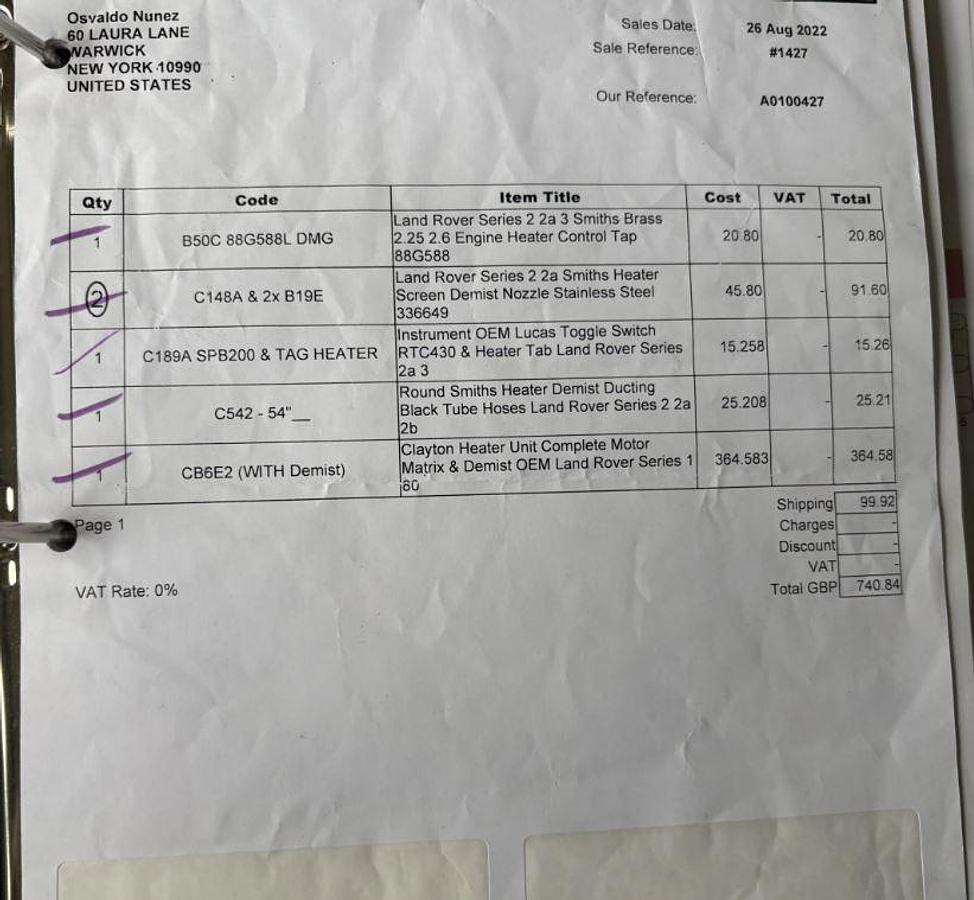 Osvaldo Nunez
60 LAURA LANE
WARWICK
NEW YORK 10990
UNITED STATES
Sales Date: 26 Aug 2022
Sale Reference: #1427
Our Reference: A0100427
Qty Code Item Title Cost VAT Total
1 B50C 88G588L DMG Land Rover Series 2 2a 3 Smiths Brass 2.25 2.6 Engine Heater Control Tap 88G588 20.80 - 20.80
2 C148A & 2x B19E Land Rover Series 2 2a Smiths Heater Screen Demist Nozzle Stainless Steel 336649 45.80 - 91.60
1 C189A SPB200 & TAG HEATER Instrument OEM Lucas Toggle Switch RTC430 & Heater Tab Land Rover Series 2a 3 15.258 - 15.26
1 C542 - 54"__ Round Smiths Heater Demist Ducting Black Tube Hoses Land Rover Series 2 2a 2b 25.208 - 25.21
1 CB6E2 (WITH Demist) Clayton Heater Unit Complete Motor Matrix & Demist OEM Land Rover Series 1 80 364.583 - 364.58
Page 1
Shipping 99.92
Charges -
Discount -
VAT -
Total GBP 740.84
VAT Rate: 0%